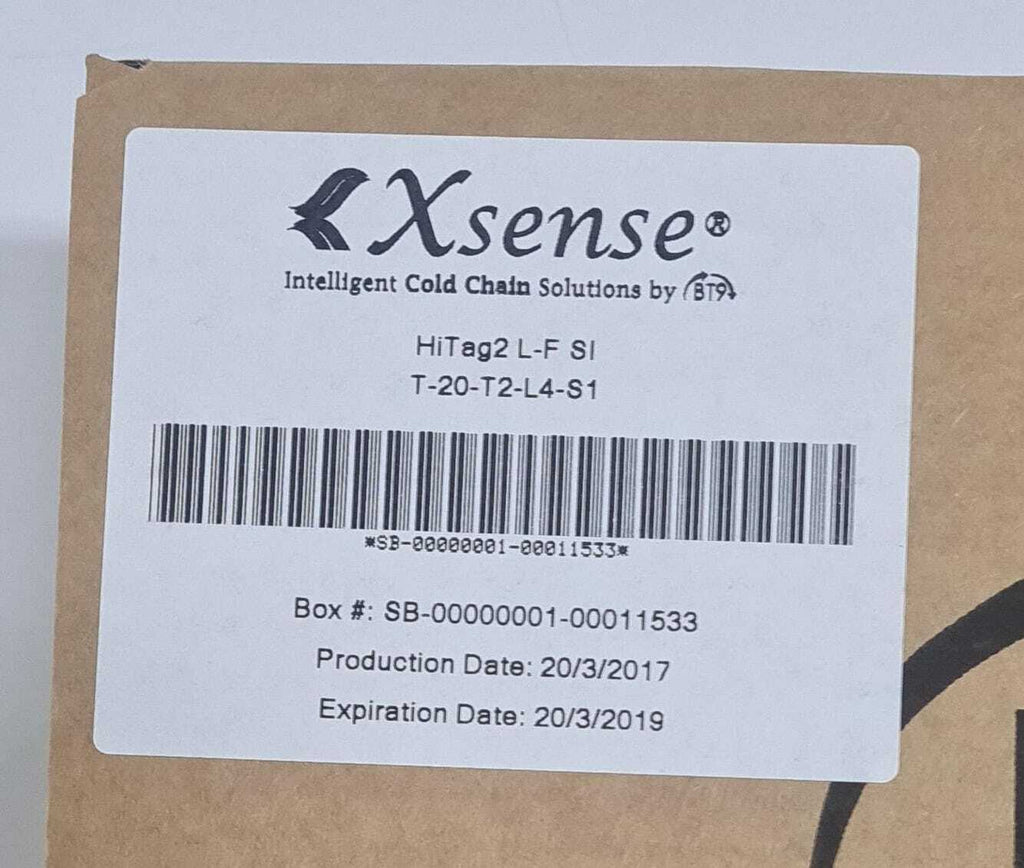 Xsense®
Intelligent Cold Chain Solutions by BT9
HiTag2 L-F SI
T-20-T2-L4-S1
*SB-00000001-00011533*
Box #: SB-00000001-00011533
Production Date: 20/3/2017
Expiration Date: 20/3/2019